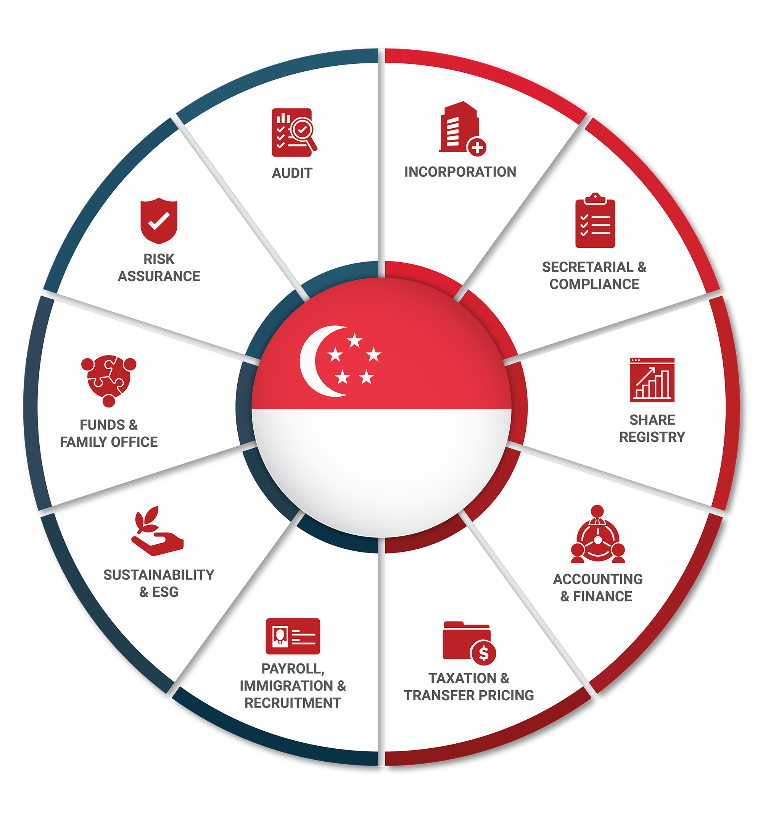 AUDIT
INCORPORATION
RISK
ASSURANCE
SECRETARIAL &
COMPLIANCE
FUNDS &
FAMILY OFFICE
SHARE
REGISTRY
SUSTAINABILITY
& ESG
ACCOUNTING
& FINANCE
PAYROLL,
IMMIGRATION &
RECRUITMENT
$
TAXATION &
TRANSFER PRICING